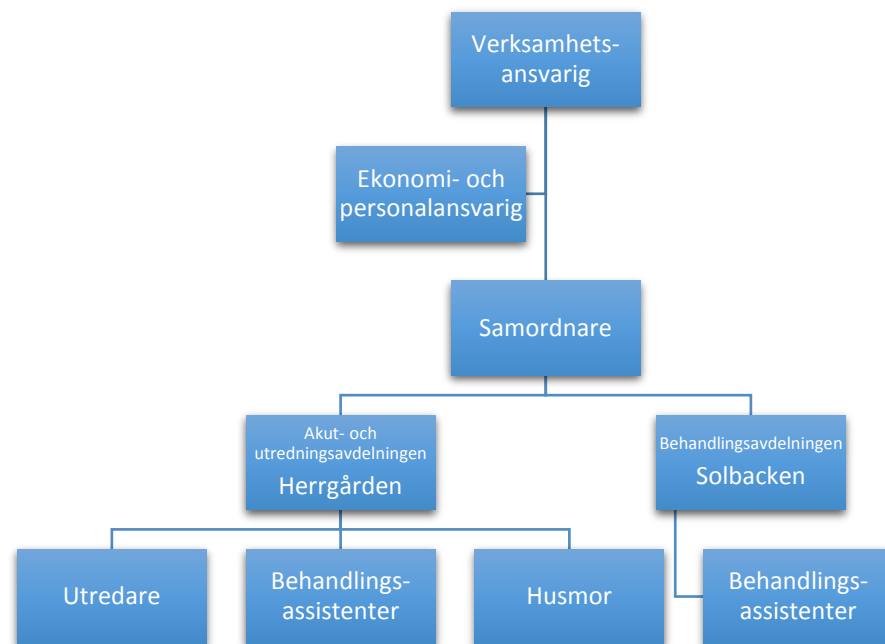 Verksamhets-
ansvarig
Ekonomi- och
personalansvarig
Samordnare
Akut- och
utredningsavdelningen
Herrgården
Behandlingsavdelningen
Solbacken
Utredare
Behandlings-
assistenter
Husmor
Behandlings-
assistenter